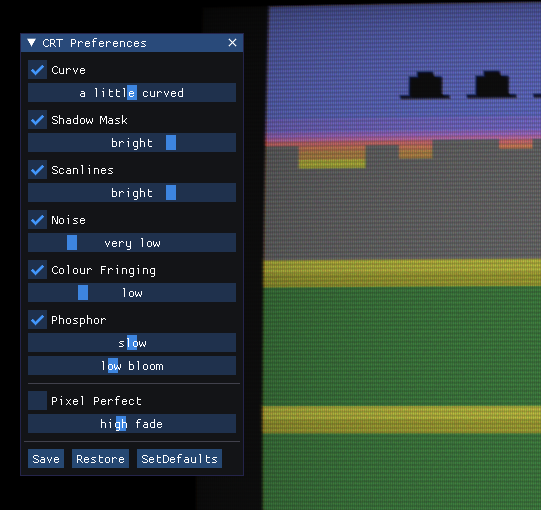 CRT Preferences
Curve
a little curved
Shadow Mask
bright
Scanlines
bright
Noise
very low
Colour Fringing
low
Phosphor
slow
low bloom
Pixel Perfect
high fade
Save Restore SetDefaults